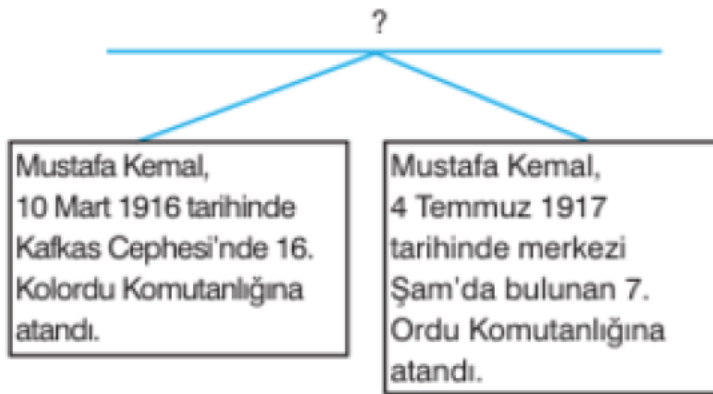 ?
Mustafa Kemal,
10 Mart 1916 tarihinde
Kafkas Cephesi'nde 16.
Kolordu Komutanlığına
atandı.
Mustafa Kemal,
4 Temmuz 1917
tarihinde merkezi
Şam'da bulunan 7.
Ordu Komutanlığına
atandı.